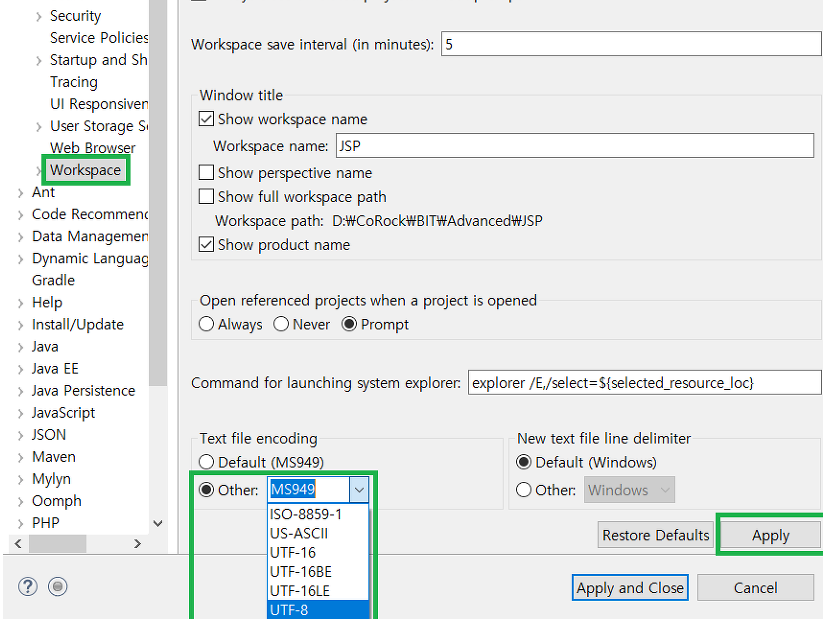 Security
Service Policies
Startup and Sh
Tracing
UI Responsiven
User Storage Se
Web Browser
Workspace
Ant
Code Recommend
Data Managemen
Dynamic Languag
Gradle
Help
Install/Update
Java
Java EE
Java Persistence
JavaScript
JSON
Maven
Mylyn
Oomph
PHP
Workspace save interval (in minutes): 5
Window title
Show workspace name
Workspace name: JSP
Show perspective name
Show full workspace path
Workspace path: D:₩CoRock₩BIT₩Advanced₩JSP
Show product name
Open referenced projects when a project is opened
Always Never Prompt
Command for launching system explorer: explorer /E,/select=${selected_resource_loc}
Text file encoding
Default (MS949)
Other: MS949
ISO-8859-1
US-ASCII
UTF-16
UTF-16BE
UTF-16LE
UTF-8
New text file line delimiter
Default (Windows)
Other: Windows
Restore Defaults Apply
Apply and Close Cancel